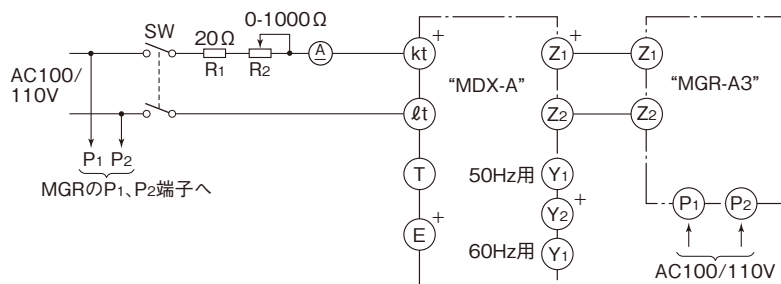 SW
0-1000Ω
20Ω
R1
R2
A
AC100/
110V
P1 P2
MGRのP1、P2端子へ
kt
+
ℓt
T
E
+
"MDX-A"
Z1
+
Z2
50Hz用
Y1
Y2
+
60Hz用
Y1
Z1
Z2
"MGR-A3"
P1
P2
AC100/110V